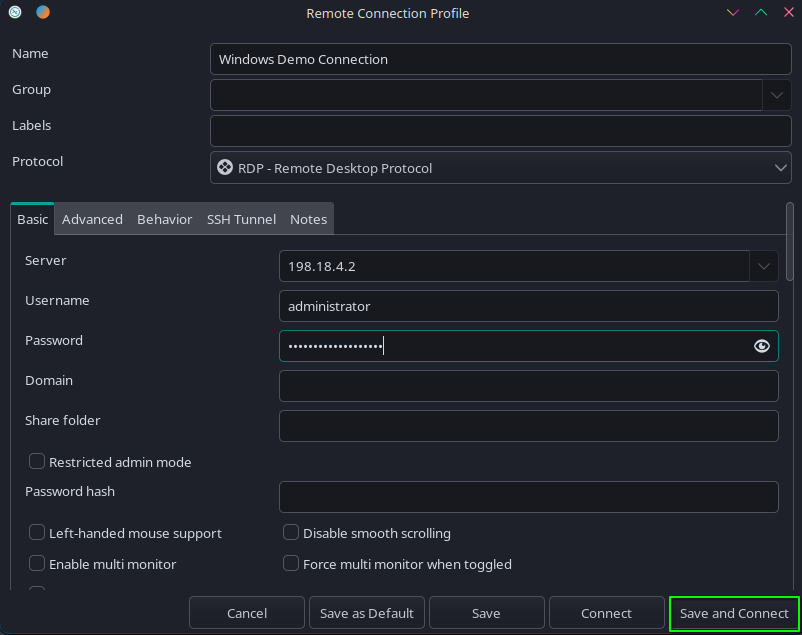 Remote Connection Profile
Name
Windows Demo Connection
Group
Labels
Protocol
RDP - Remote Desktop Protocol
Basic
Advanced
Behavior
SSH Tunnel
Notes
Server
198.18.4.2
Username
administrator
Password
•••••••••••••••••••
Domain
Share folder
Restricted admin mode
Password hash
Left-handed mouse support
Disable smooth scrolling
Enable multi monitor
Force multi monitor when toggled
Cancel
Save as Default
Save
Connect
Save and Connect